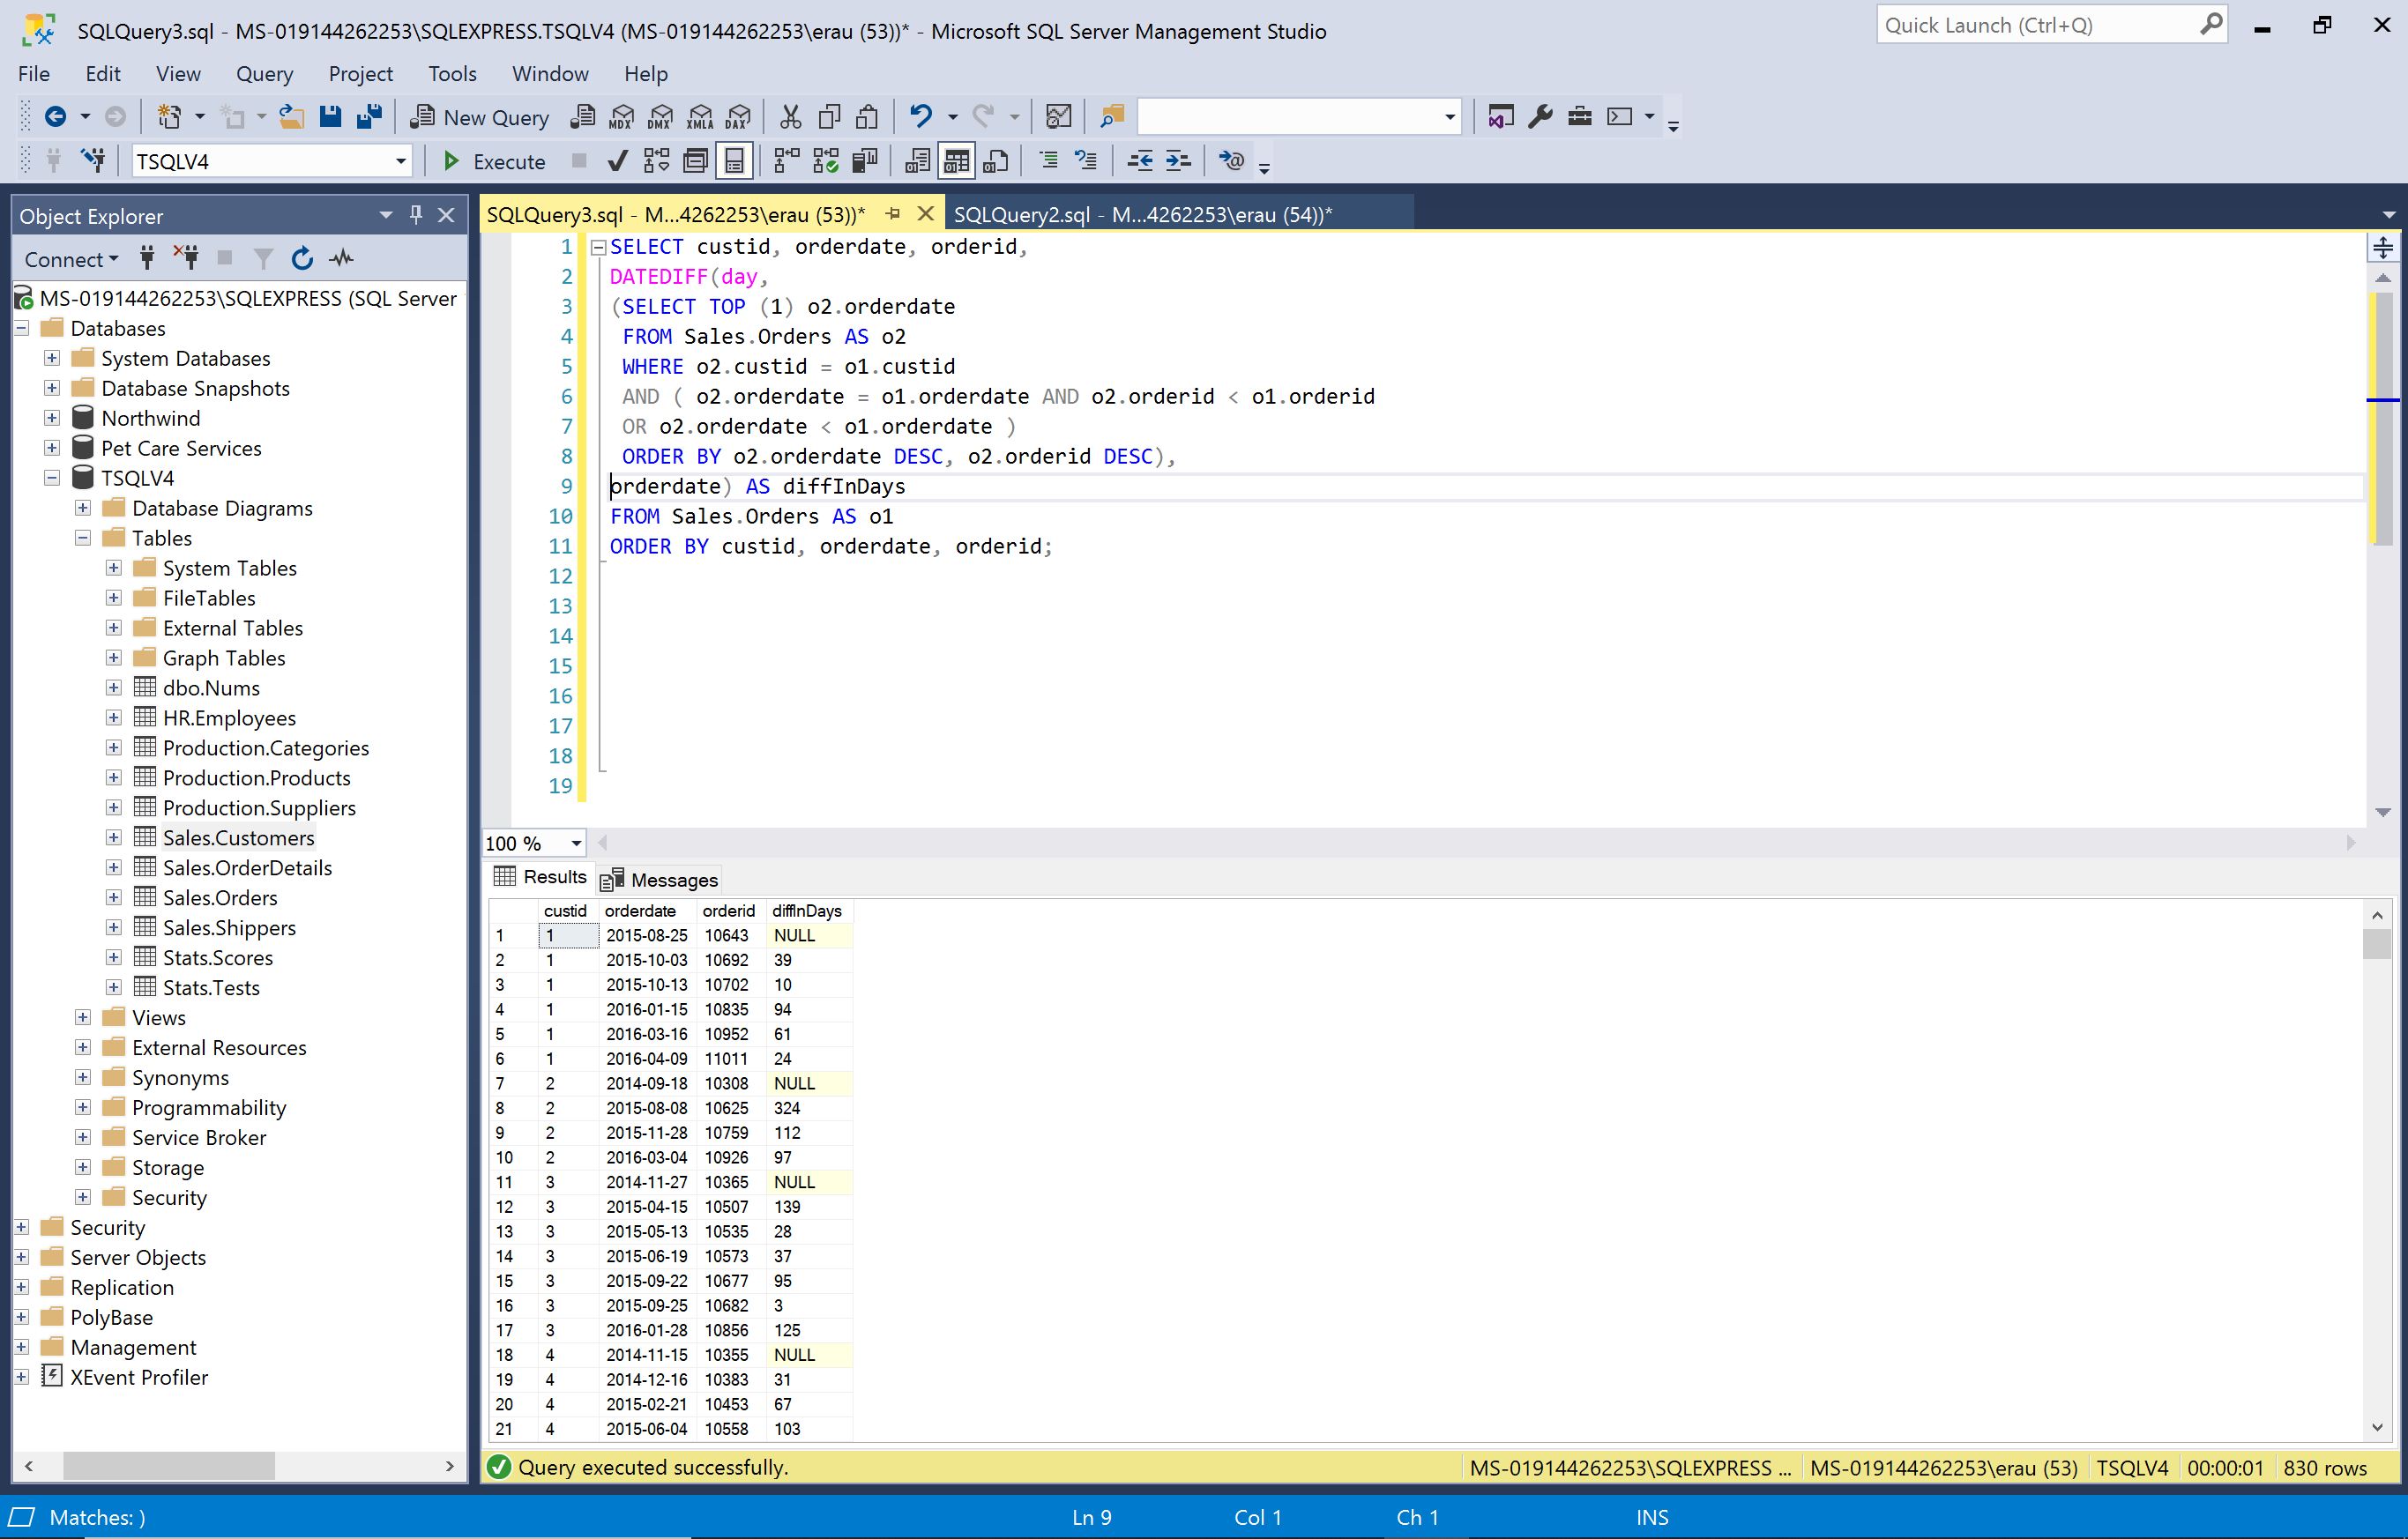 SQLQuery3.sql - MS-019144262253\SQLEXPRESS.TSQLV4 (MS-019144262253\erau (53))* - Microsoft SQL Server Management Studio
Quick Launch (Ctrl+Q)
File Edit View Query Project Tools Window Help
New Query MDX DMX XMLA DAX
TSQLV4 Execute
Object Explorer
Connect
MS-019144262253\SQLEXPRESS (SQL Server
Databases
System Databases
Database Snapshots
Northwind
Pet Care Services
TSQLV4
Database Diagrams
Tables
System Tables
FileTables
External Tables
Graph Tables
dbo.Nums
HR.Employees
Production.Categories
Production.Products
Production.Suppliers
Sales.Customers
Sales.OrderDetails
Sales.Orders
Sales.Shippers
Stats.Scores
Stats.Tests
Views
External Resources
Synonyms
Programmability
Service Broker
Storage
Security
Security
Server Objects
Replication
PolyBase
Management
XEvent Profiler
SQLQuery3.sql - M...4262253\erau (53))* SQLQuery2.sql - M...4262253\erau (54))*
1 SELECT custid, orderdate, orderid,
2 DATEDIFF(day,
3 (SELECT TOP (1) o2.orderdate
4 FROM Sales.Orders AS o2
5 WHERE o2.custid = o1.custid
6 AND ( o2.orderdate = o1.orderdate AND o2.orderid < o1.orderid
7 OR o2.orderdate < o1.orderdate )
8 ORDER BY o2.orderdate DESC, o2.orderid DESC),
9 orderdate) AS diffInDays
10 FROM Sales.Orders AS o1
11 ORDER BY custid, orderdate, orderid;
12
13
14
15
16
17
18
19
100 %
Results Messages
custid orderdate orderid diffInDays
1 1 2015-08-25 10643 NULL
2 1 2015-10-03 10692 39
3 1 2015-10-13 10702 10
4 1 2016-01-15 10835 94
5 1 2016-03-16 10952 61
6 1 2016-04-09 11011 24
7 2 2014-09-18 10308 NULL
8 2 2015-08-08 10625 324
9 2 2015-11-28 10759 112
10 2 2016-03-04 10926 97
11 3 2014-11-27 10365 NULL
12 3 2015-04-15 10507 139
13 3 2015-05-13 10535 28
14 3 2015-06-19 10573 37
15 3 2015-09-22 10677 95
16 3 2015-09-25 10682 3
17 3 2016-01-28 10856 125
18 4 2014-11-15 10355 NULL
19 4 2014-12-16 10383 31
20 4 2015-02-21 10453 67
21 4 2015-06-04 10558 103
Query executed successfully. MS-019144262253\SQLEXPRESS ... MS-019144262253\erau (53) TSQLV4 00:00:01 830 rows
Matches: ) Ln 9 Col 1 Ch 1 INS